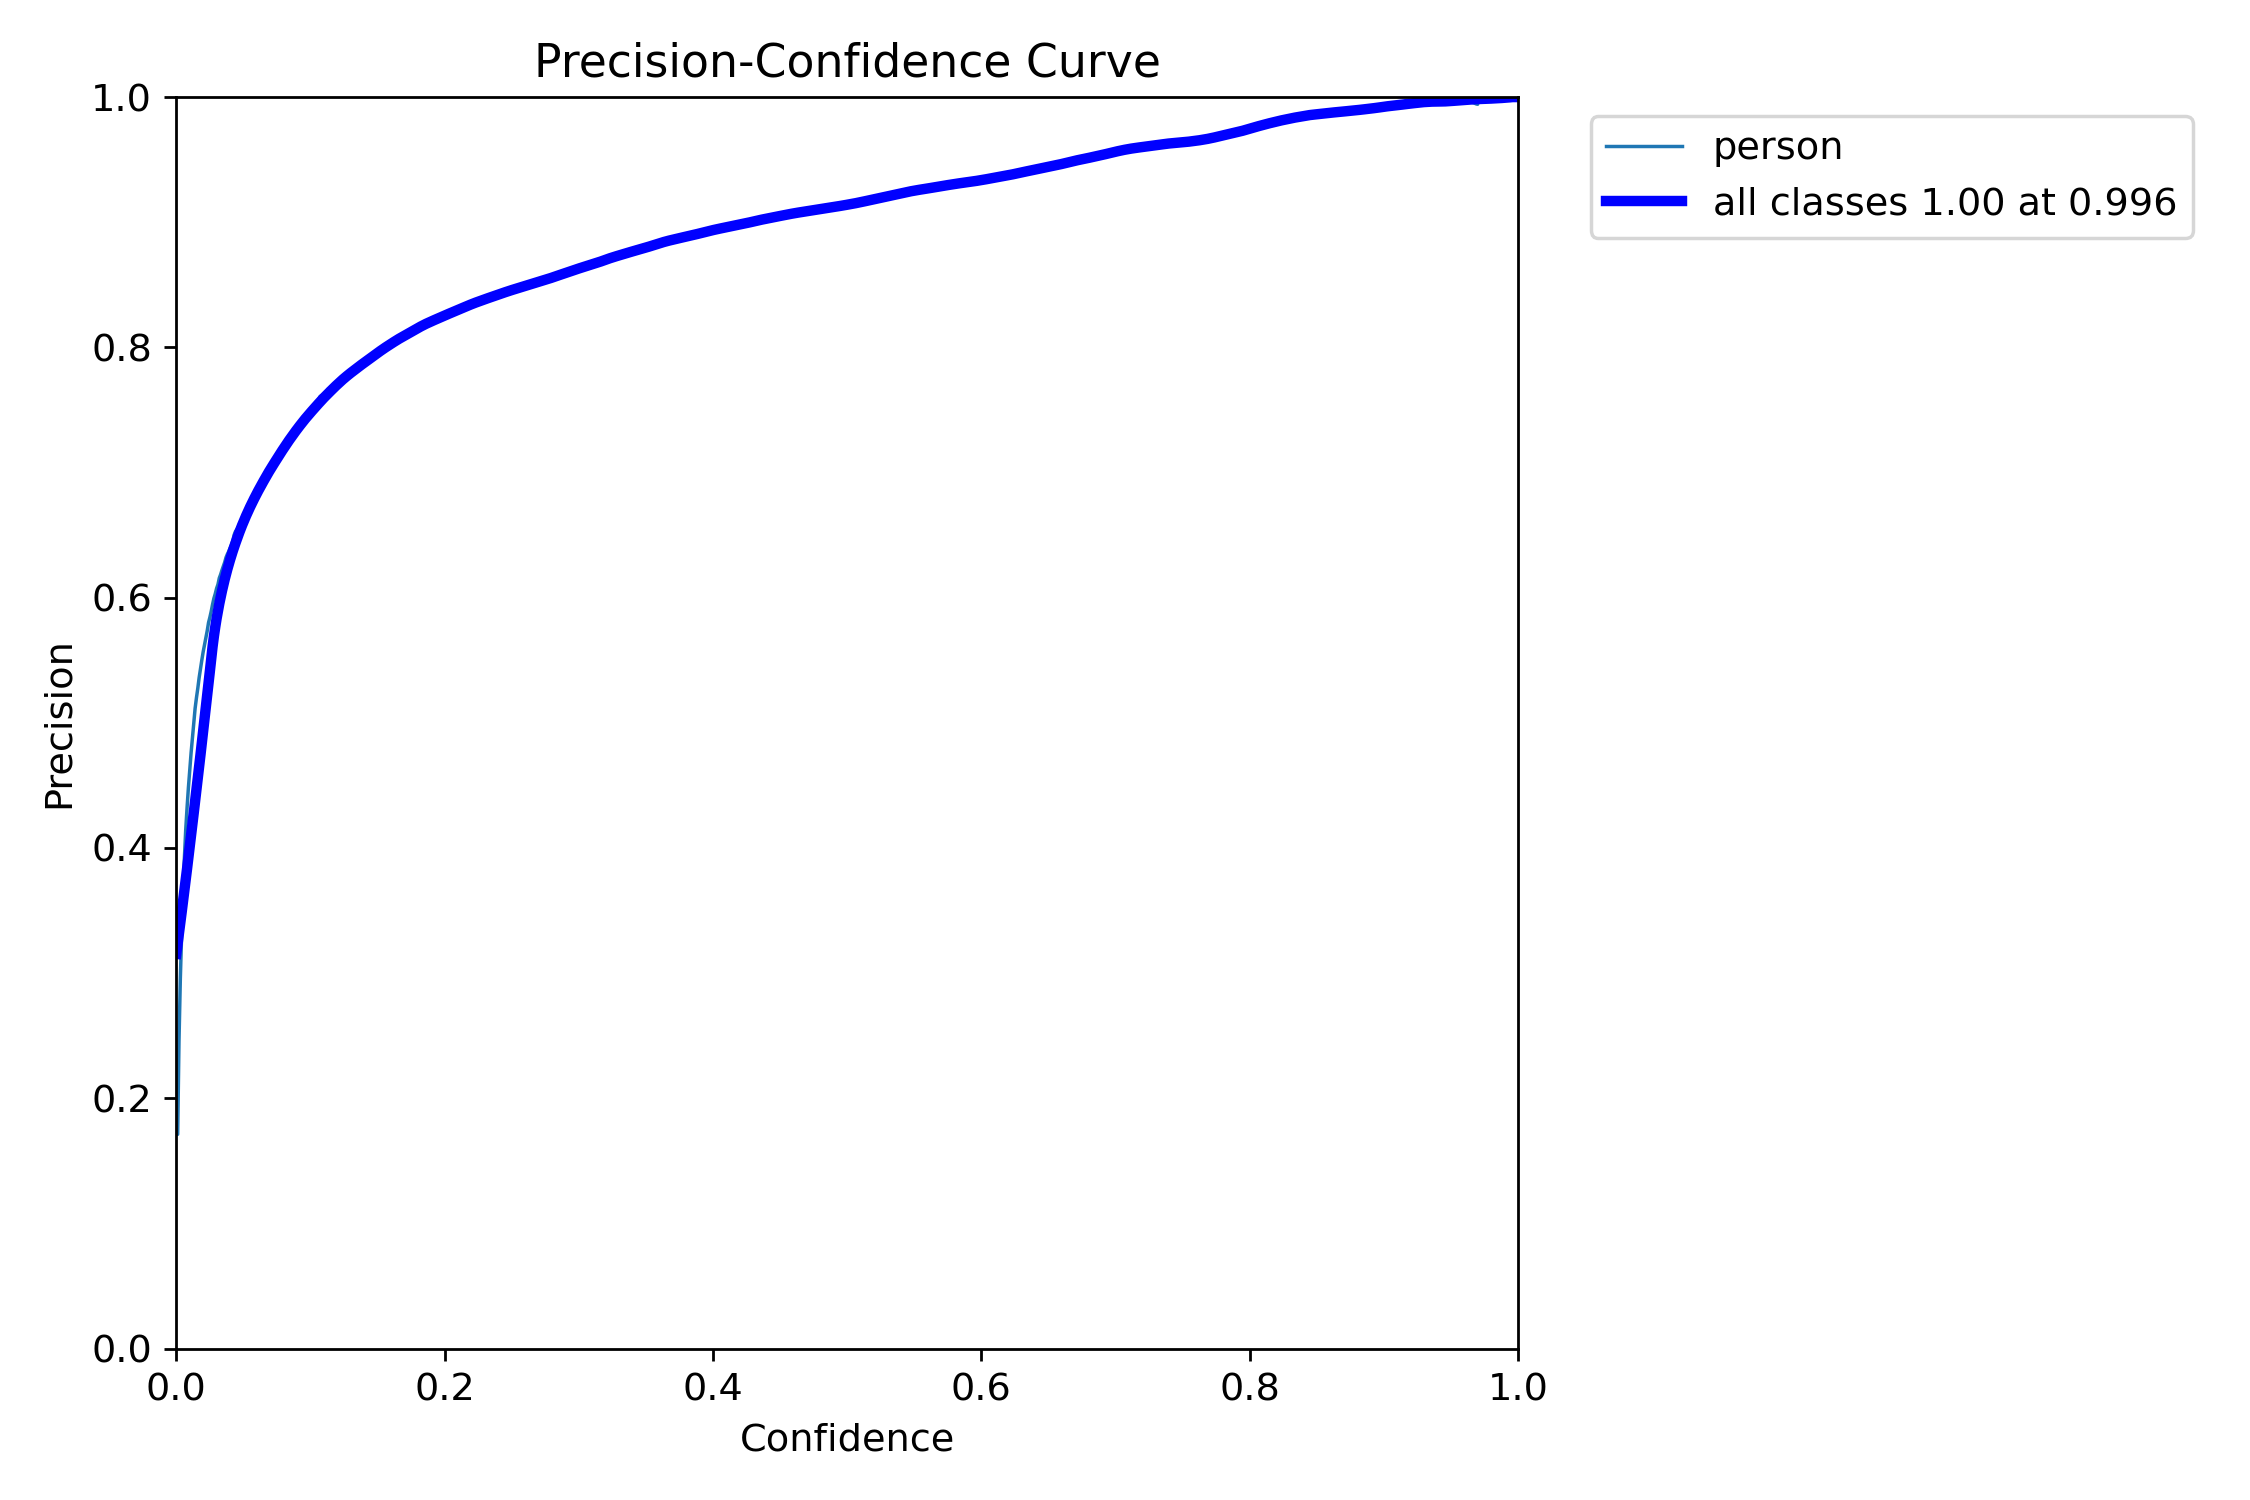 Precision-Confidence Curve
1.0
0.8
0.6
0.4
0.2
0.0
Precision
0.0 0.2 0.4 0.6 0.8 1.0
Confidence
person
all classes 1.00 at 0.996